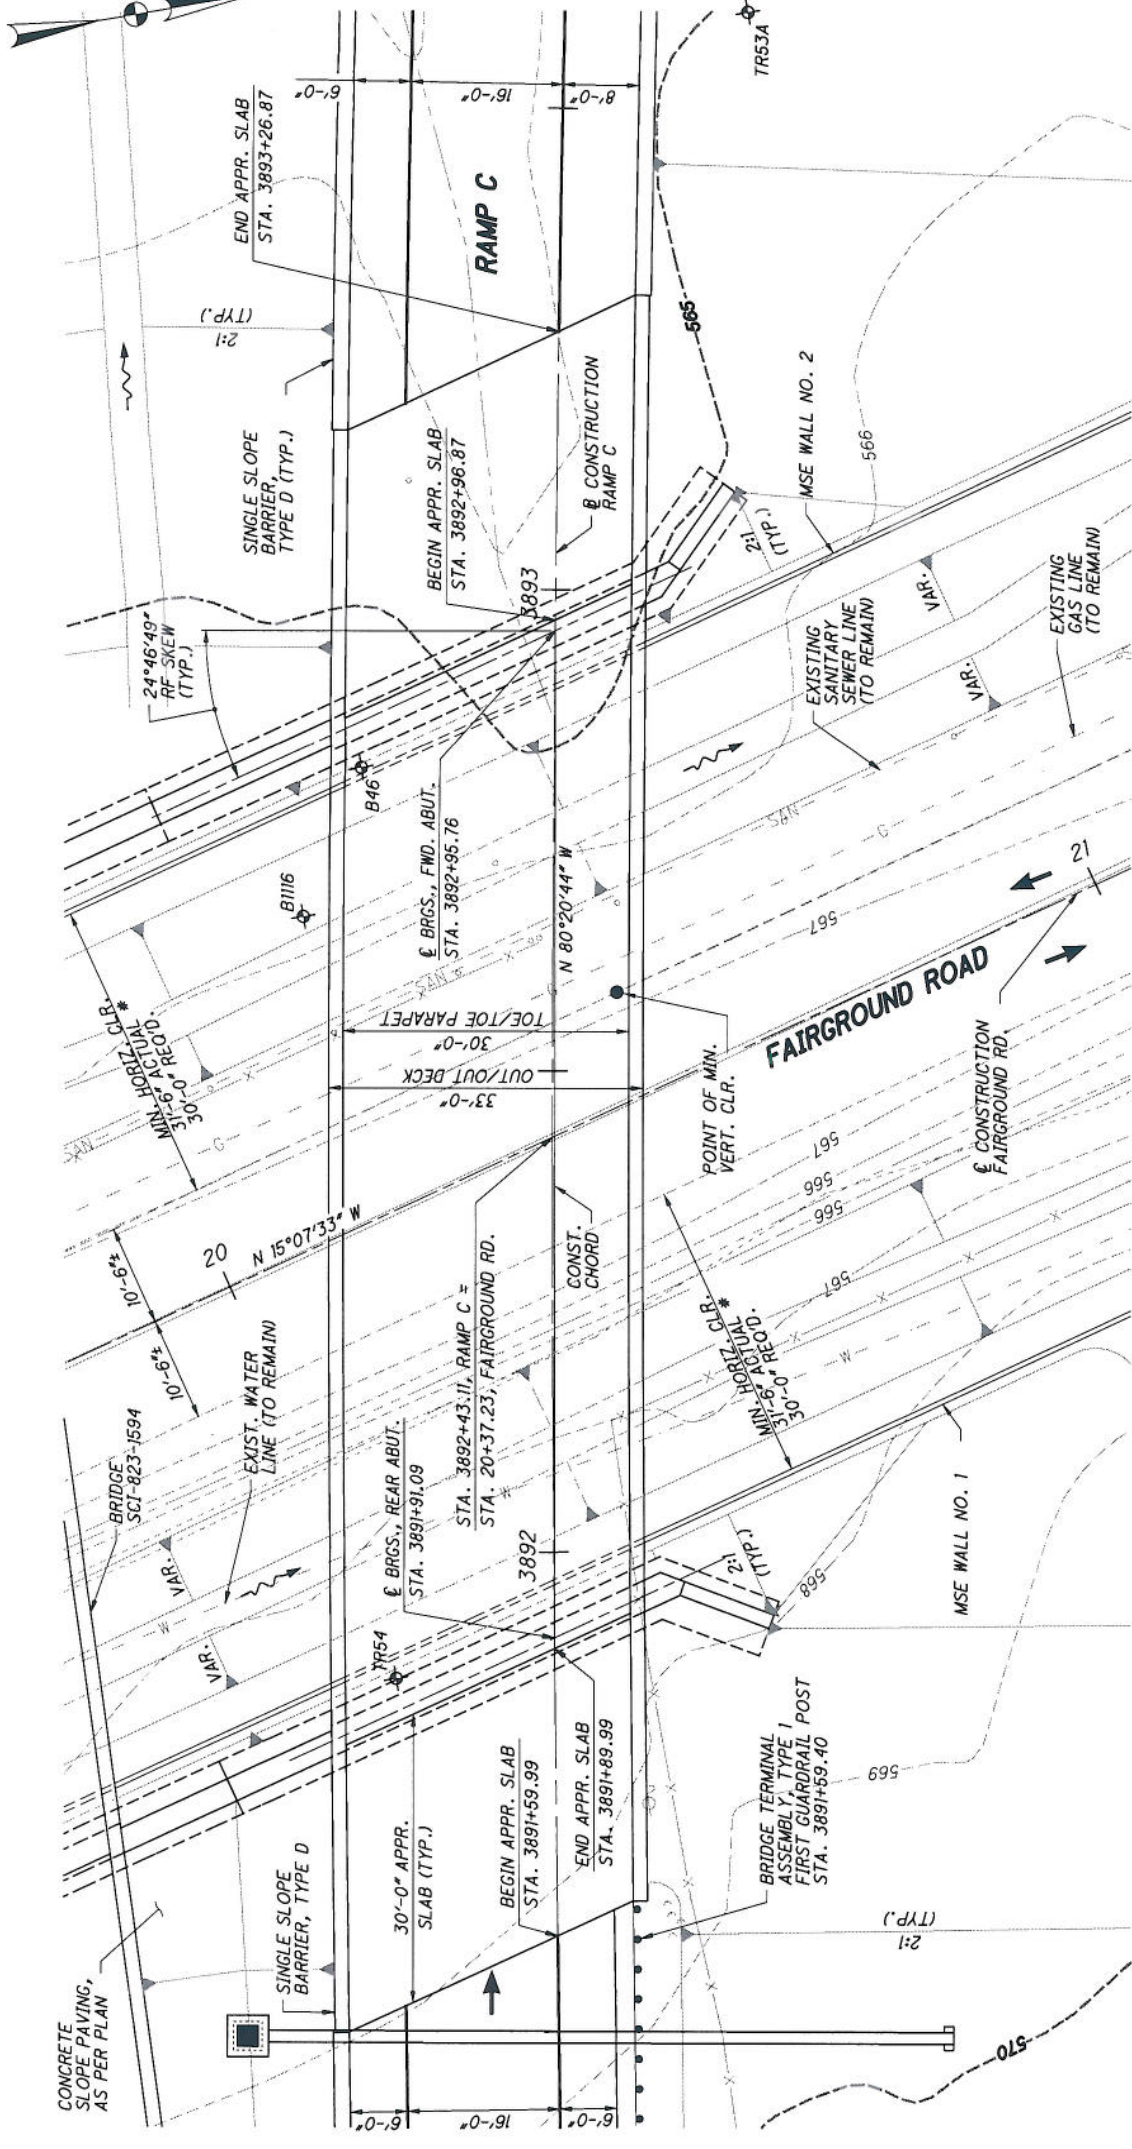 TR53A
6'-0"
16'-0"
8'-0"
END APPR. SLAB
STA. 3893+26.87
RAMP C
2:1
(TYP.)
SINGLE SLOPE
BARRIER,
TYPE D (TYP.)
565
BEGIN APPR. SLAB
STA. 3892+96.87
℄ CONSTRUCTION
RAMP C
MSE WALL NO. 2
566
3893
24°46'49"
RF SKEW
(TYP.)
2:1
(TYP.)
VAR.
VAR.
EXISTING
SANITARY
SEWER LINE
(TO REMAIN)
EXISTING
GAS LINE
(TO REMAIN)
B46
B1116
℄ BRGS., FWD. ABUT.
STA. 3892+95.76
N 80°20'44" W
SAN
G
21
567
MIN. HORIZ. CLR.
31'-6" ACTUAL *
30'-0" REQ'D.
SAN
X
G
TOE/TOE PARAPET
30'-0"
OUT/OUT DECK
33'-0"
FAIRGROUND ROAD
POINT OF MIN.
VERT. CLR.
℄ CONSTRUCTION
FAIRGROUND RD.
SAN
X
G
10'-6"±
10'-6"±
20
N 15°07'33" W
STA. 3892+43.11, RAMP C =
STA. 20+37.23, FAIRGROUND RD.
CONST.
CHORD
567
566
566
567
X
X
X
X
X
W
MIN. HORIZ. CLR.
31'-6" ACTUAL *
30'-0" REQ'D.
BRIDGE
SCI-823-1594
EXIST. WATER
LINE (TO REMAIN)
℄ BRGS., REAR ABUT.
STA. 3891+91.09
3892
W
VAR.
VAR.
W
MSE WALL NO. 1
2:1
(TYP.)
568
TR54
CONCRETE
SLOPE PAVING,
AS PER PLAN
SINGLE SLOPE
BARRIER, TYPE D
30'-0" APPR.
SLAB (TYP.)
BEGIN APPR. SLAB
STA. 3891+59.99
END APPR. SLAB
STA. 3891+89.99
BRIDGE TERMINAL
ASSEMBLY, TYPE 1
FIRST GUARDRAIL POST
STA. 3891+59.40
569
2:1
(TYP.)
X
X
X
570
6'-0"
16'-0"
6'-0"